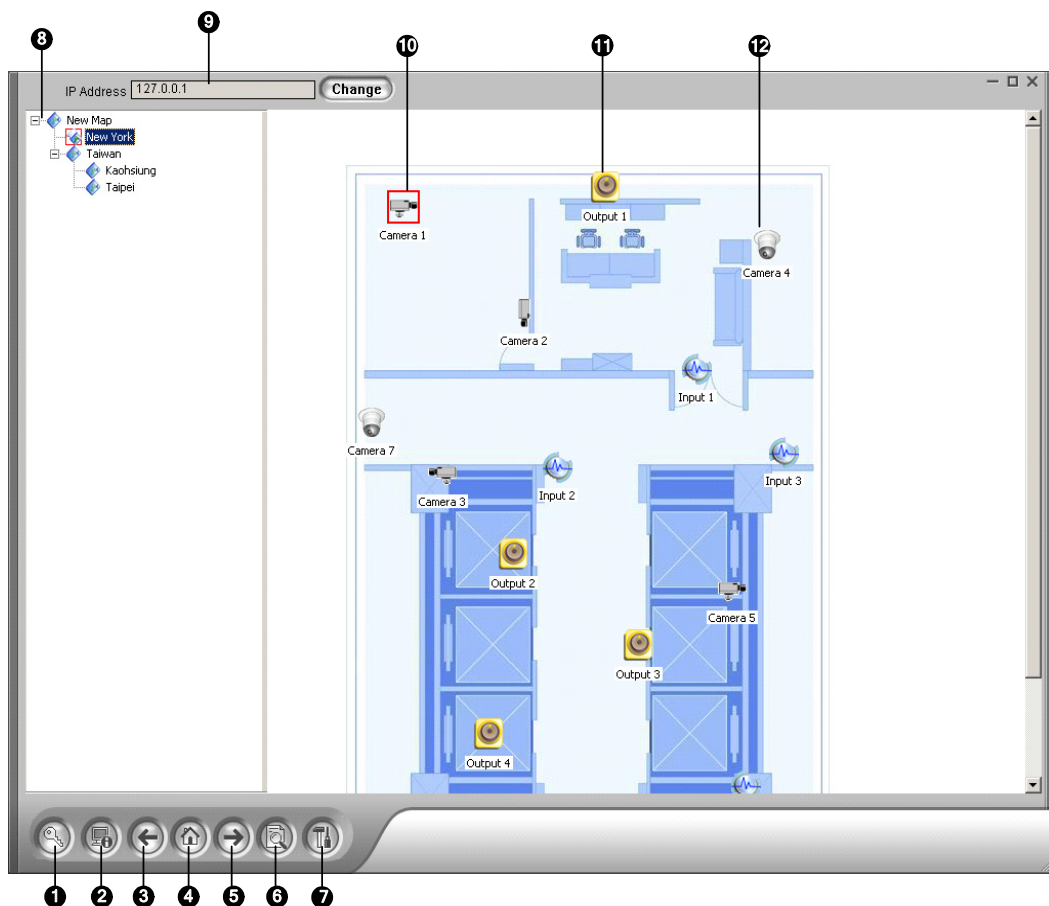 8
9
10
11
12
IP Address 127.0.0.1 Change
New Map
New York
Taiwan
Kaohsiung
Taipei
Output 1
Camera 1
Camera 4
Camera 2
Input 1
Camera 7
Input 3
Input 2
Camera 3
Output 2
Camera 5
Output 3
Output 4
1
2
3
4
5
6
7